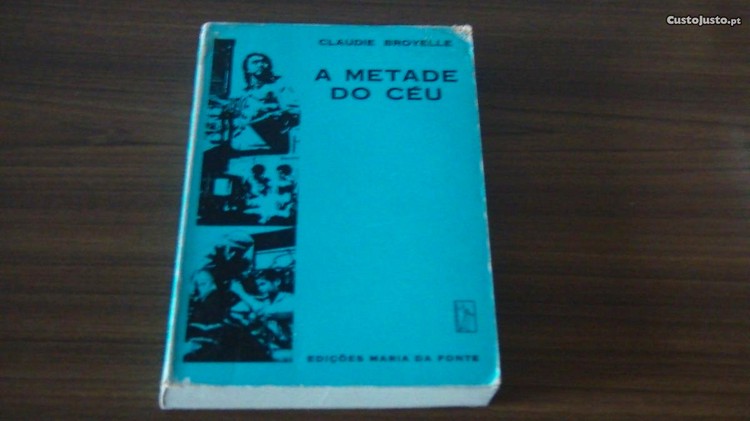 CustoJusto.pt
CLAUDIE BROYELLE
A METADE
DO CÉU
EDIÇÕES MARIA DA FONTE